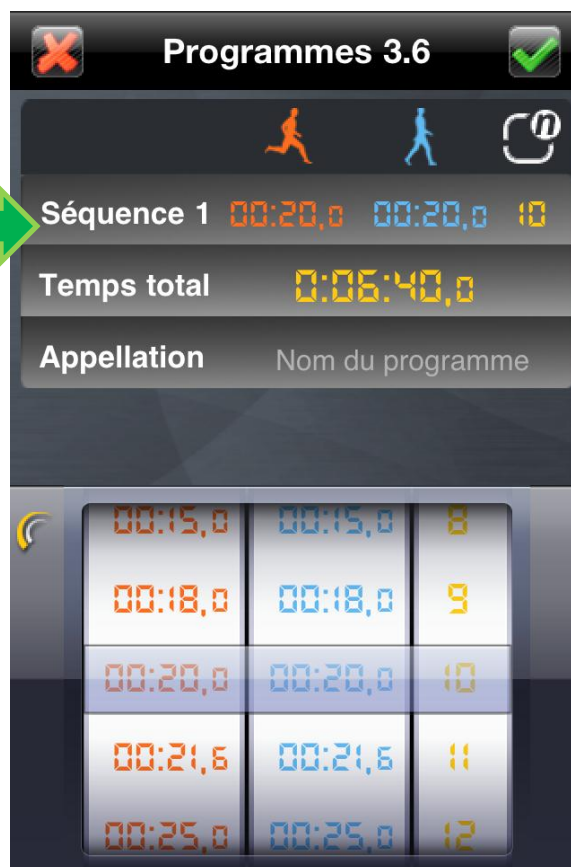 Programmes 3.6
n
Séquence 1 00:20,0 00:20,0 10
Temps total 0:06:40,0
Appellation Nom du programme
00:15,0 00:15,0 8
00:18,0 00:18,0 9
00:20,0 00:20,0 10
00:21,6 00:21,6 11
00:25,0 00:25,0 12